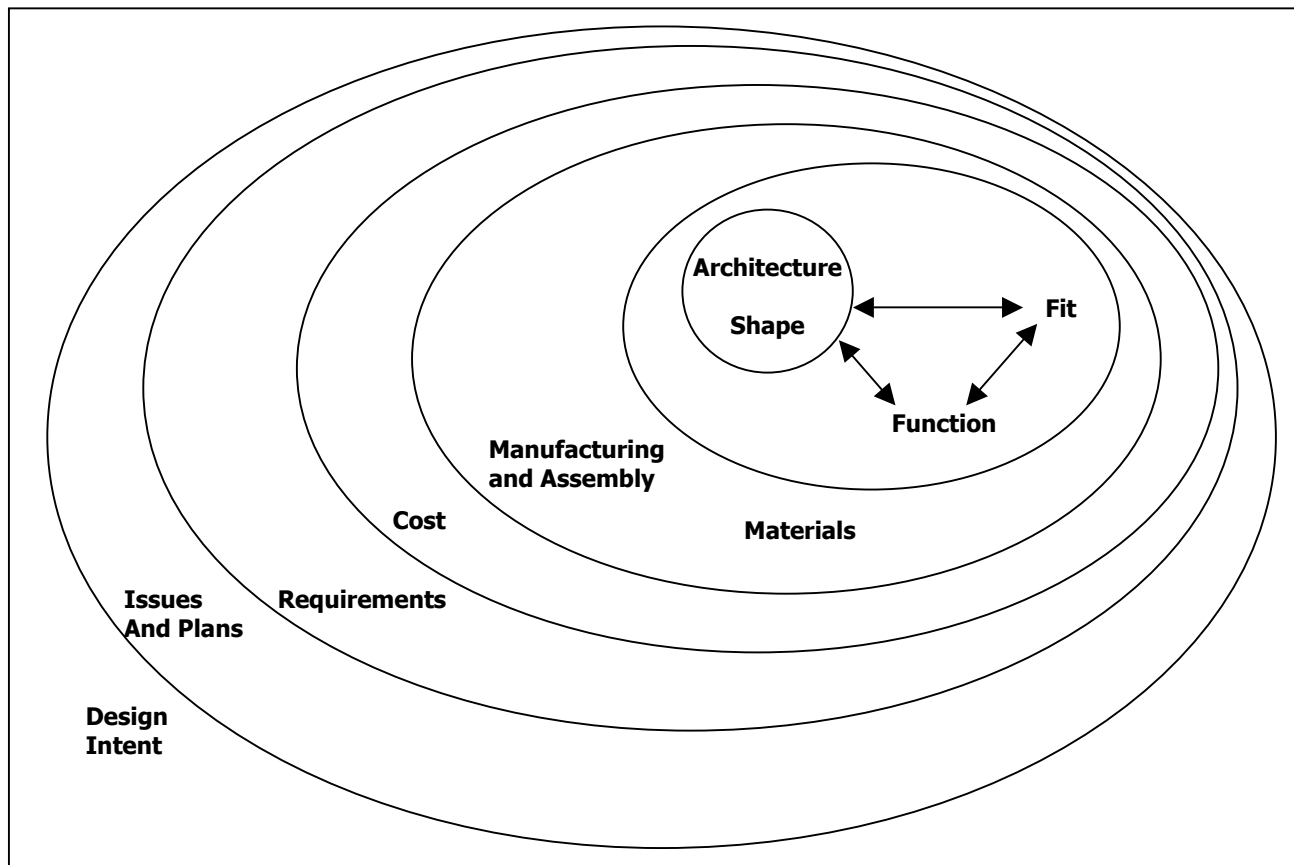 Architecture
Shape
Fit
Function
Manufacturing
and Assembly
Materials
Cost
Requirements
Issues
And Plans
Design
Intent